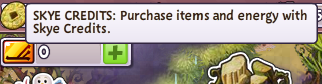 SKYE CREDITS: Purchase items and energy with
Skye Credits.
0